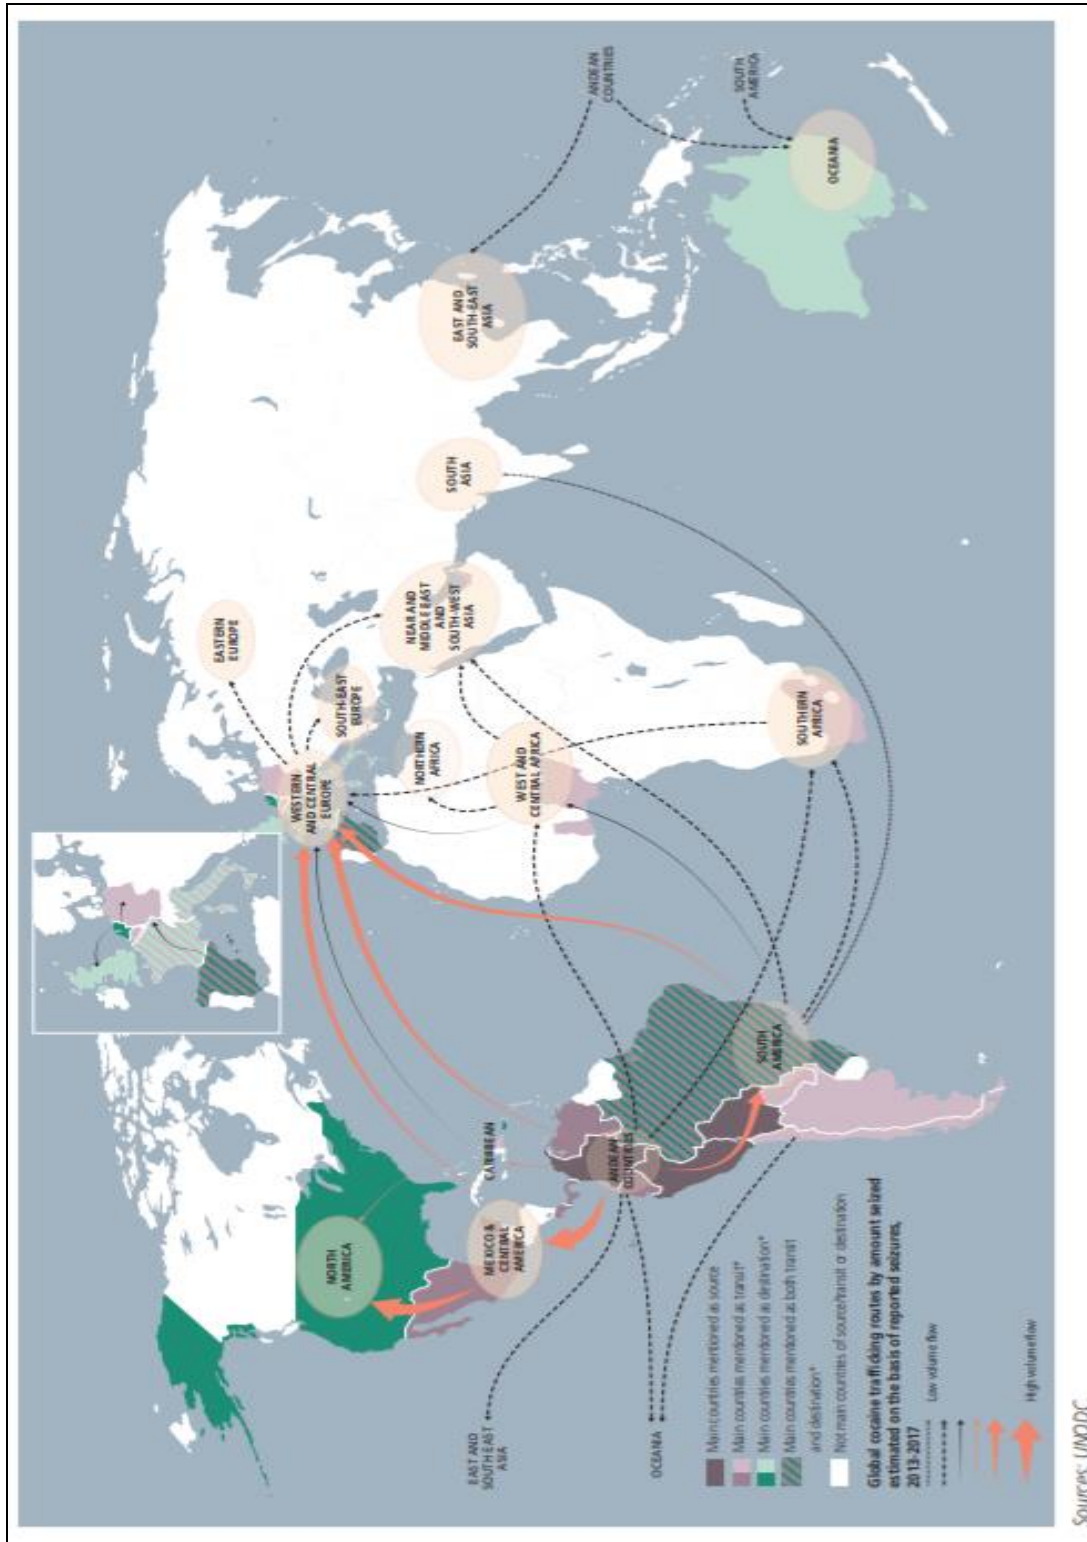 NORTH
AMERICA
MEXICO &
CENTRAL
AMERICA
CARIBBEAN
ANDEAN
COUNTRIES
SOUTH
AMERICA
WESTERN
AND CENTRAL
EUROPE
EASTERN
EUROPE
SOUTH-EAST
EUROPE
NORTHERN
AFRICA
WEST AND
CENTRAL AFRICA
SOUTHERN
AFRICA
NEAR AND
MIDDLE EAST
AND
SOUTH-WEST
ASIA
SOUTH
ASIA
EAST AND
SOUTH-EAST
ASIA
ANDEAN
COUNTRIES
SOUTH
AMERICA
OCEANIA
EAST AND
SOUTH EAST
ASIA
OCEANIA
Main countries mentioned as source
Main countries mentioned as transit*
Main countries mentioned as destination*
Main countries mentioned as both transit
and destination*
Not main countries of source/transit or destination
Global cocaine trafficking routes by amount seized
estimated on the basis of reported seizures,
2013-2017
Low volume flow
High volume flow
Sources: UNODC